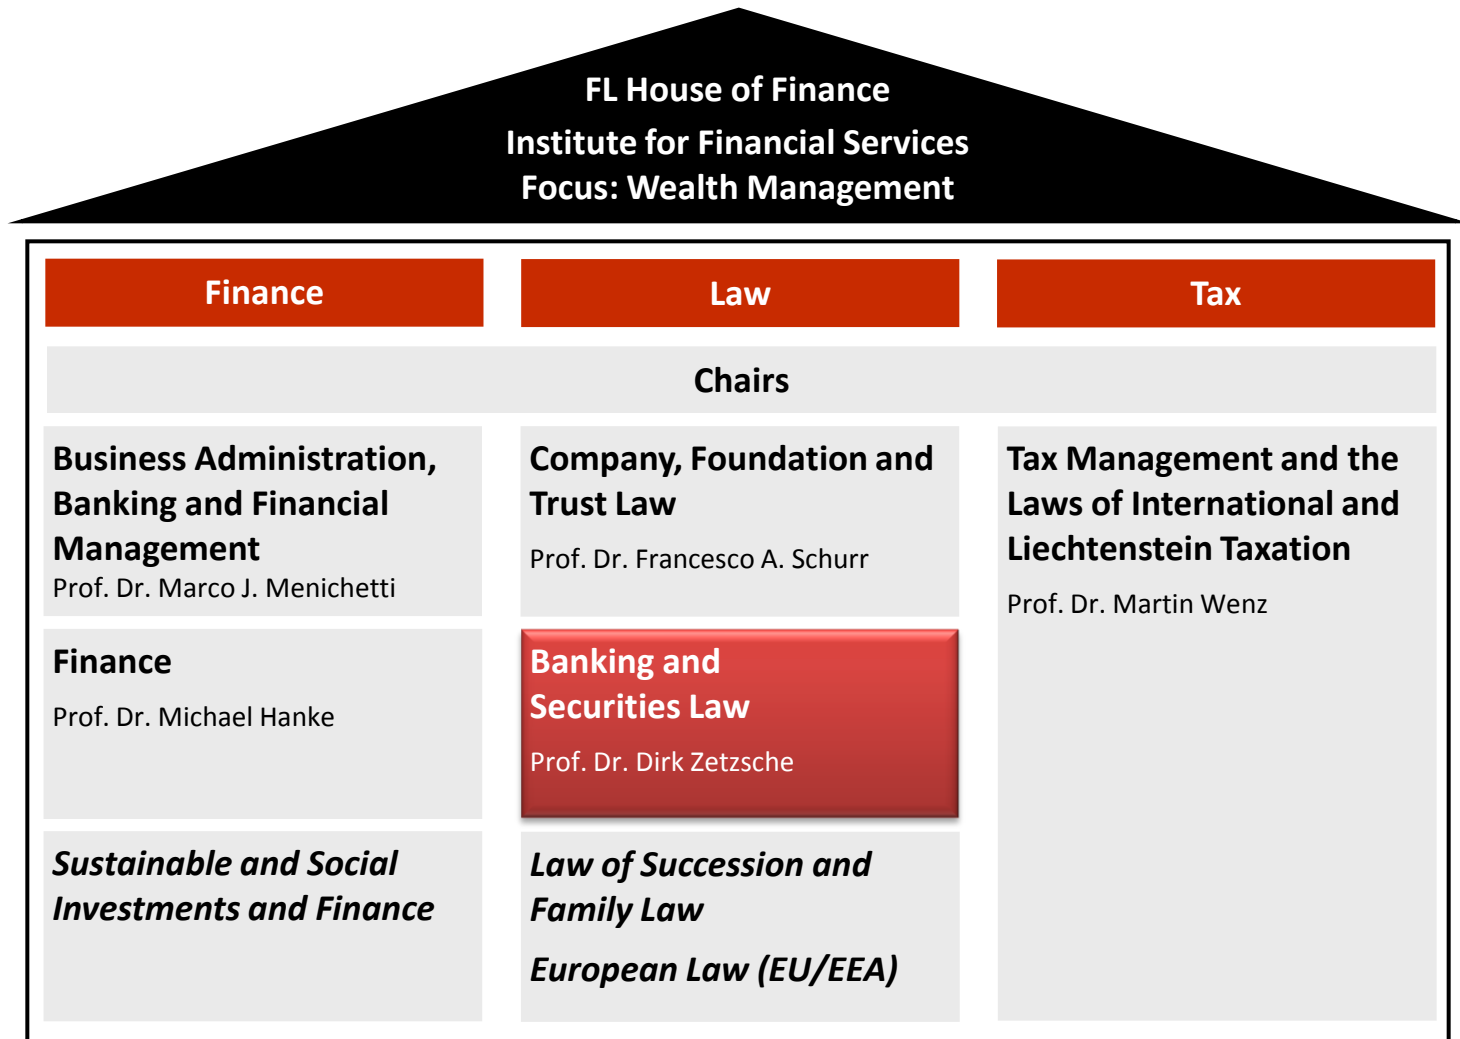 FL House of Finance
Institute for Financial Services
Focus: Wealth Management
Finance
Law
Tax
Chairs
Business Administration,
Banking and Financial
Management
Prof. Dr. Marco J. Menichetti
Finance
Prof. Dr. Michael Hanke
Sustainable and Social
Investments and Finance
Company, Foundation and
Trust Law
Prof. Dr. Francesco A. Schurr
Banking and
Securities Law
Prof. Dr. Dirk Zetzsche
Law of Succession and
Family Law
European Law (EU/EEA)
Tax Management and the
Laws of International and
Liechtenstein Taxation
Prof. Dr. Martin Wenz